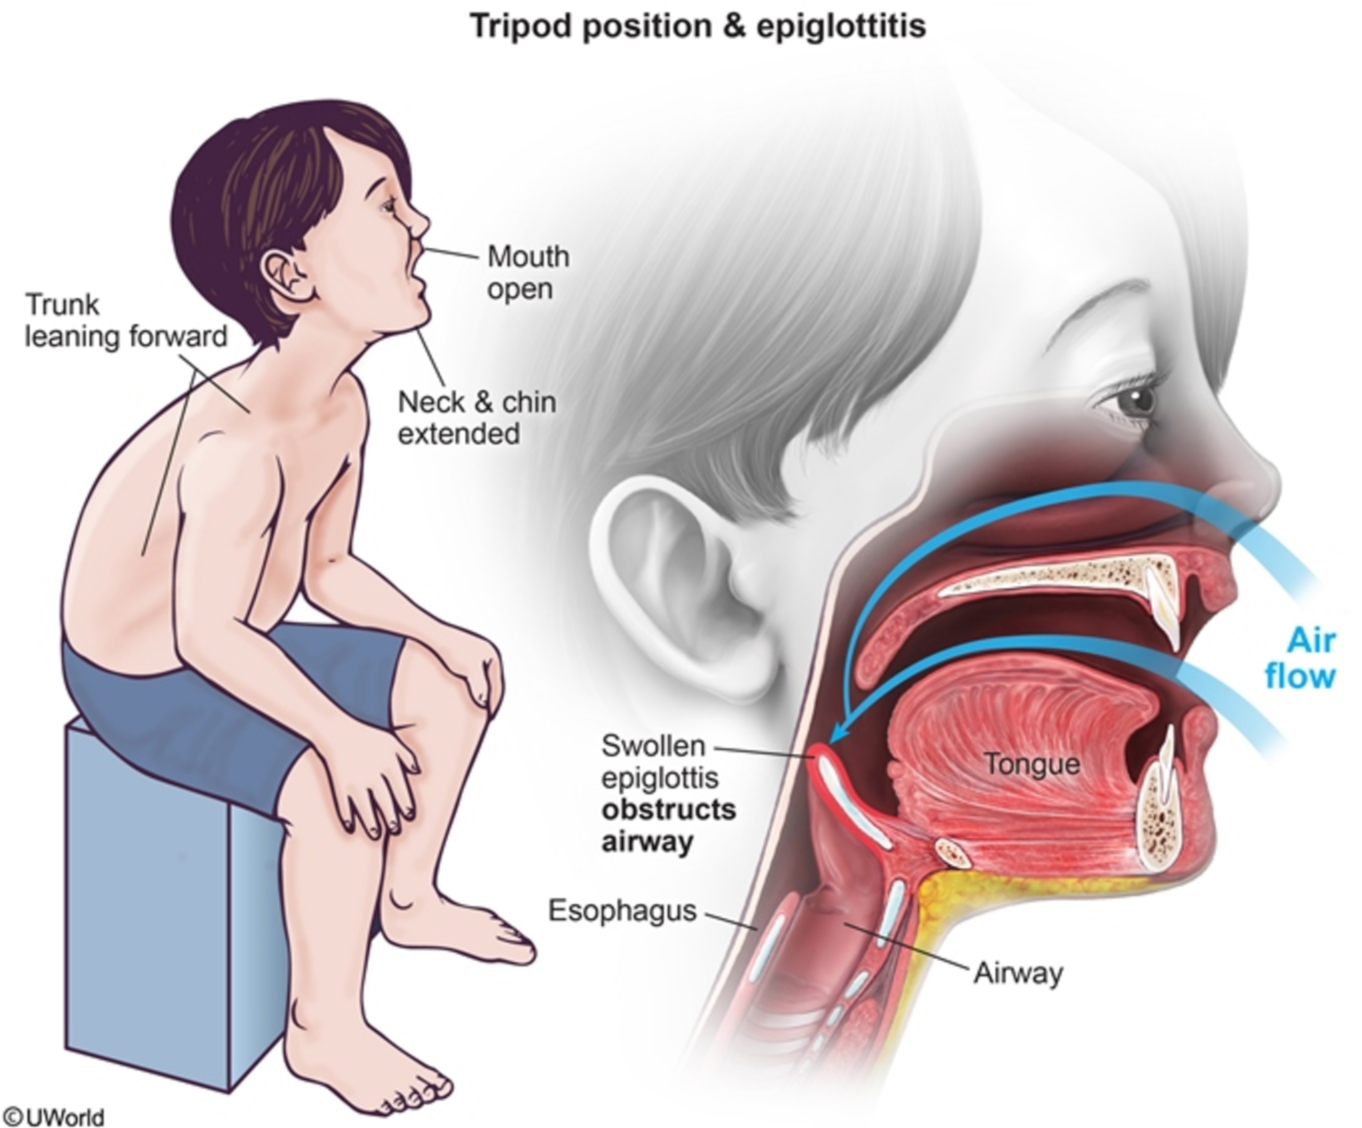 Tripod position & epiglottitis
Mouth
open
Trunk
leaning forward
Neck & chin
extended
Air
flow
Swollen
epiglottis
obstructs
airway
Tongue
Esophagus
Airway
©UWorld